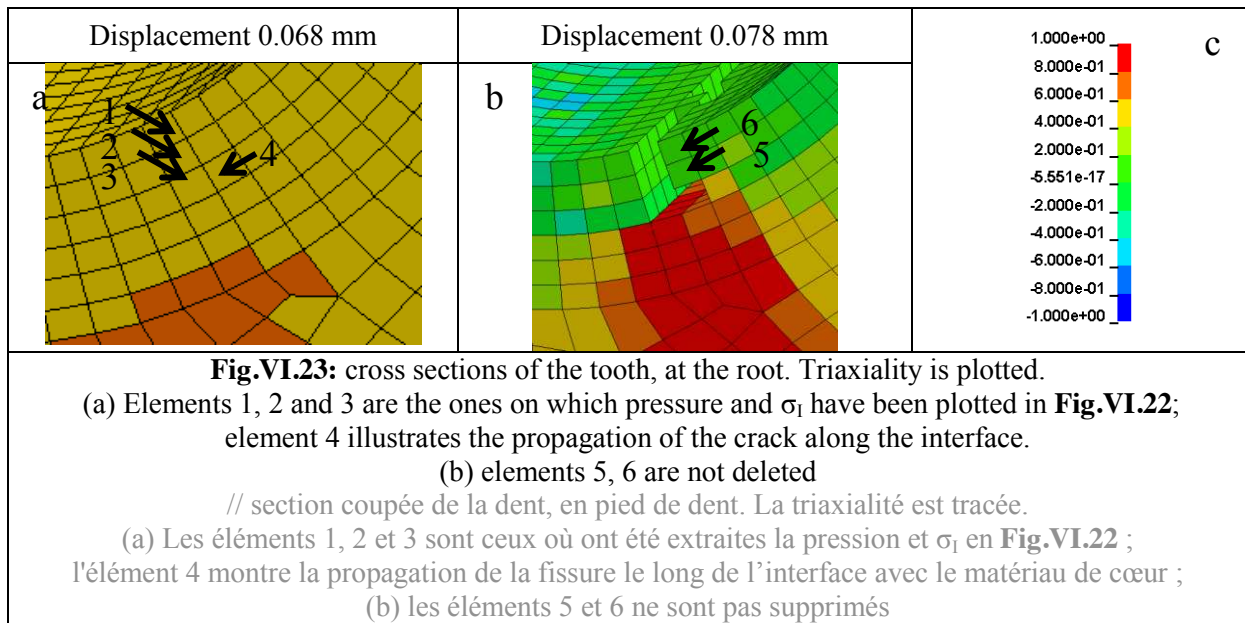 Displacement 0.068 mm
Displacement 0.078 mm
a
1
2
3
4
b
6
5
c
1.000e+00
8.000e-01
6.000e-01
4.000e-01
2.000e-01
-5.551e-17
-2.000e-01
-4.000e-01
-6.000e-01
-8.000e-01
-1.000e+00
Fig.VI.23: cross sections of the tooth, at the root. Triaxiality is plotted.
(a) Elements 1, 2 and 3 are the ones on which pressure and σI have been plotted in Fig.VI.22;
element 4 illustrates the propagation of the crack along the interface.
(b) elements 5, 6 are not deleted
// section coupée de la dent, en pied de dent. La triaxialité est tracée.
(a) Les éléments 1, 2 et 3 sont ceux où ont été extraites la pression et σI en Fig.VI.22 ;
l'élément 4 montre la propagation de la fissure le long de l’interface avec le matériau de cœur ;
(b) les éléments 5 et 6 ne sont pas supprimés